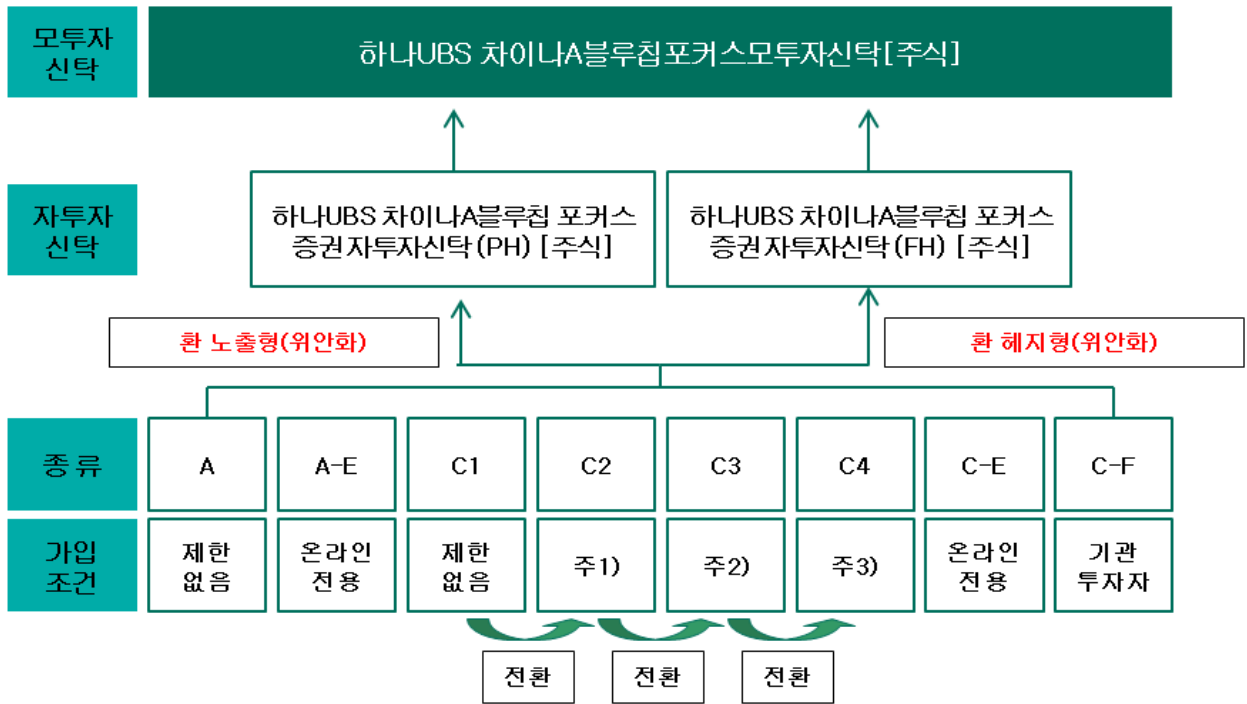 모투자
신탁
하나UBS 차이나A블루칩포커스모투자신탁[주식]
자투자
신탁
하나UBS 차이나A블루칩 포커스
증권자투자신탁(PH) [주식]
하나UBS 차이나A블루칩 포커스
증권자투자신탁(FH) [주식]
환 노출형(위안화)
환 헤지형(위안화)
종류
A
A-E
C1
C2
C3
C4
C-E
C-F
가입
조건
제한
없음
온라인
전용
제한
없음
주1)
주2)
주3)
온라인
전용
기관
투자자
전환
전환
전환